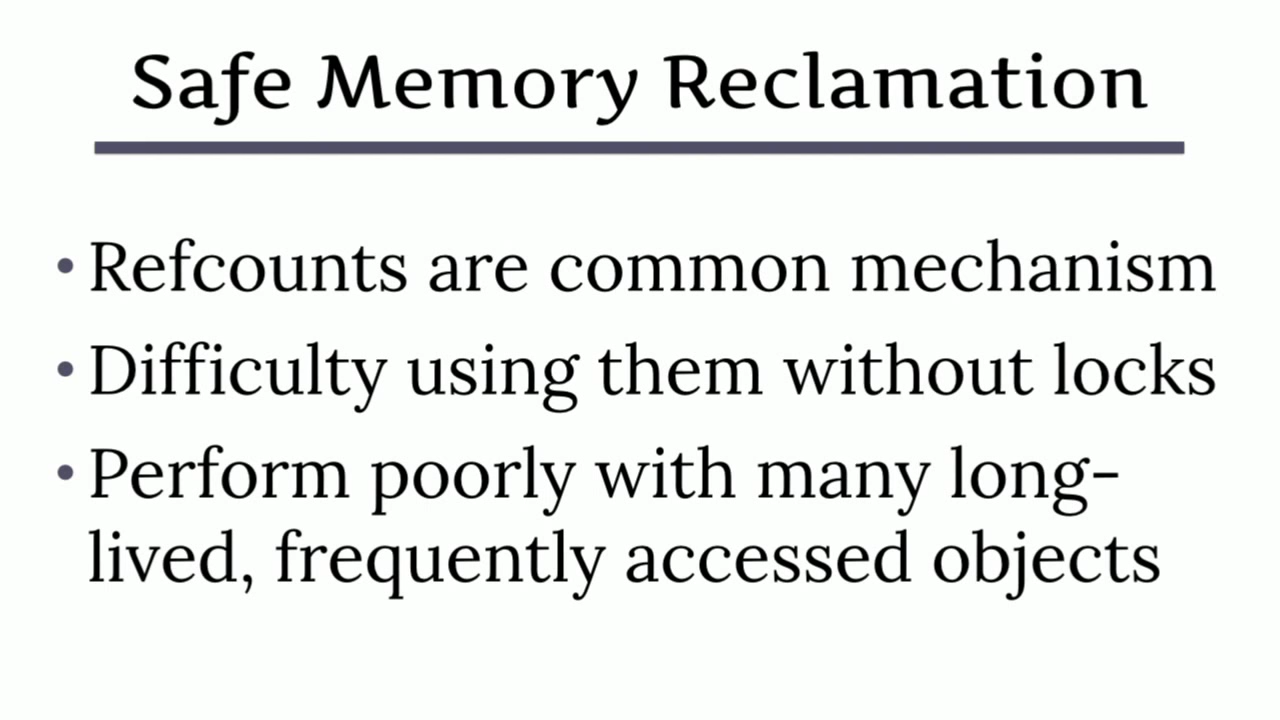 Safe Memory Reclamation
• Refcounts are common mechanism
• Difficulty using them without locks
• Perform poorly with many long-
lived, frequently accessed objects